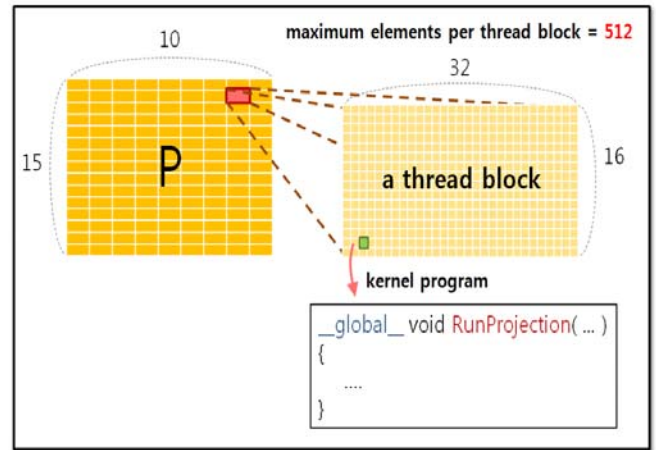 maximum elements per thread block = 512
10
32
15
P
a thread block
16
kernel program
__global__ void RunProjection( ... )
{
....
}